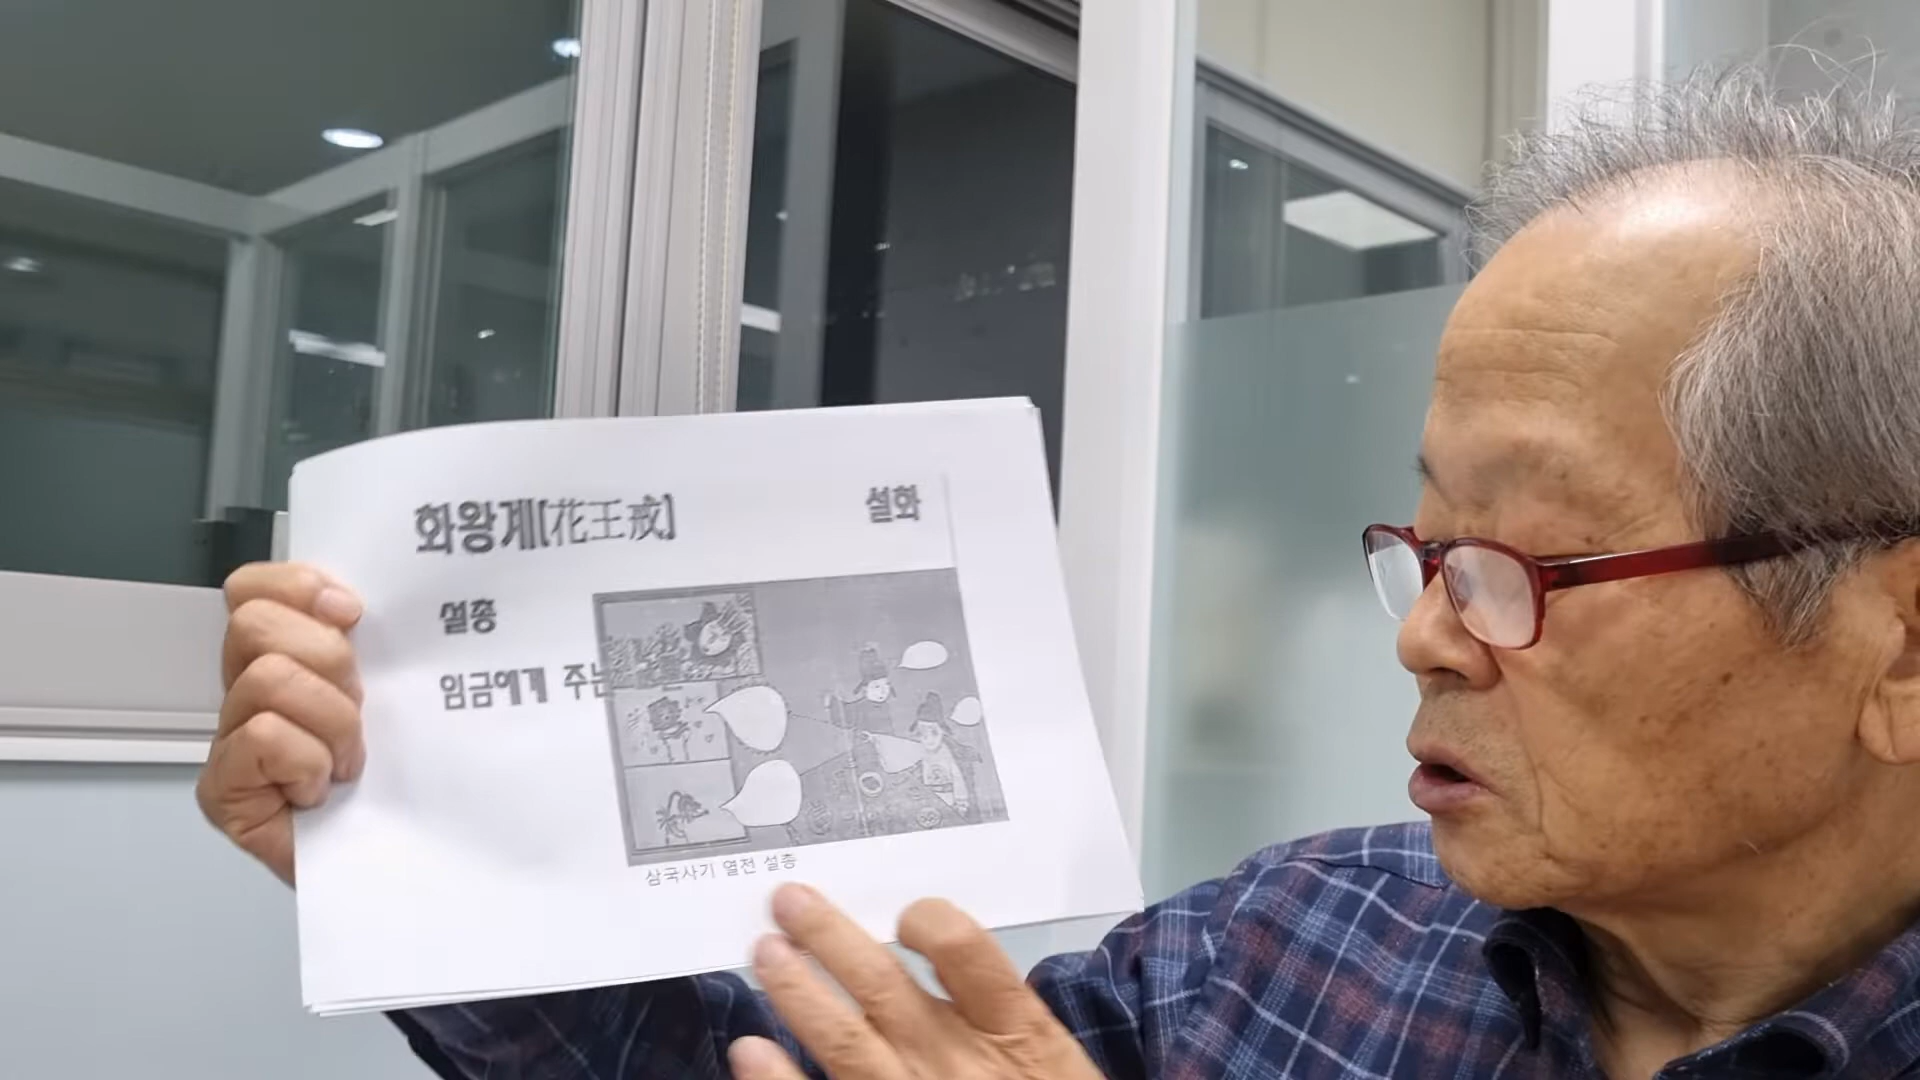 화왕계[花王戒]
설화
설총
임금에게 주는
삼국사기 열전 설총